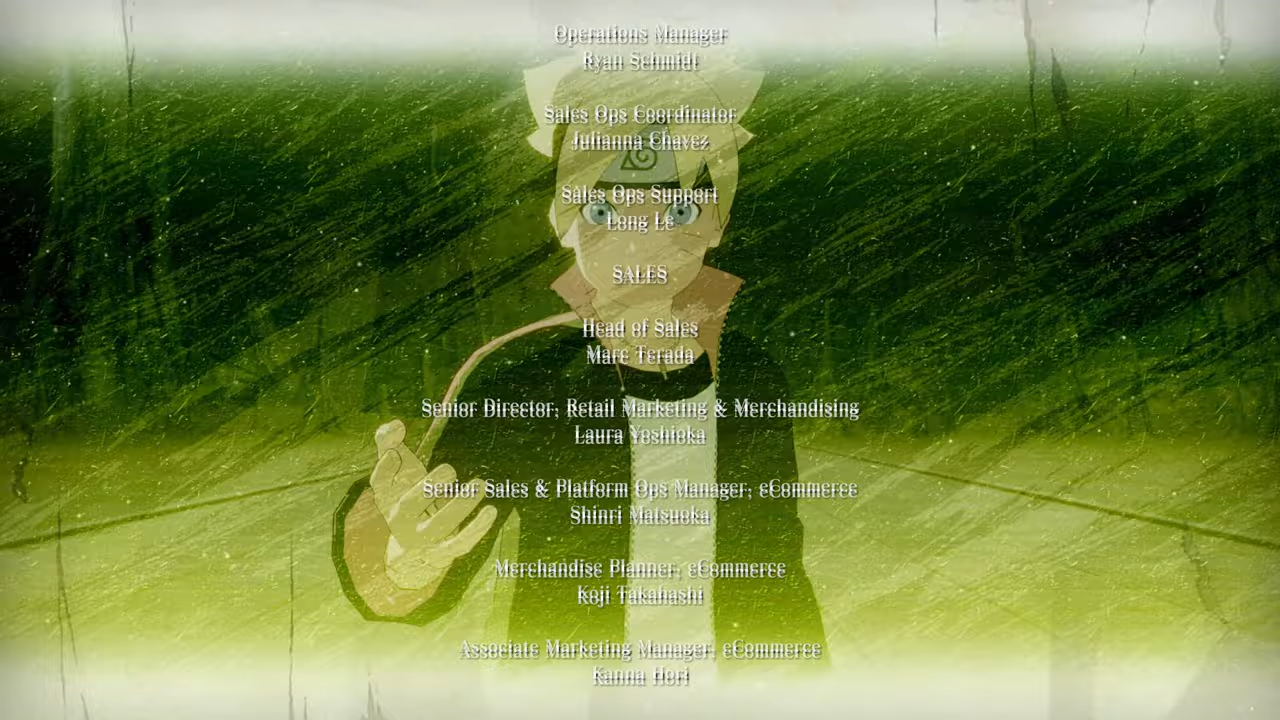 Operations Manager
Ryan Schmidt
Sales Ops Coordinator
Julianna Chavez
Sales Ops Support
Long Le
SALES
Head of Sales
Marc Terada
Senior Director, Retail Marketing & Merchandising
Laura Yoshioka
Senior Sales & Platform Ops Manager, eCommerce
Shinri Matsuoka
Merchandise Planner, eCommerce
Koji Takahashi
Associate Marketing Manager, eCommerce
Kanna Hori